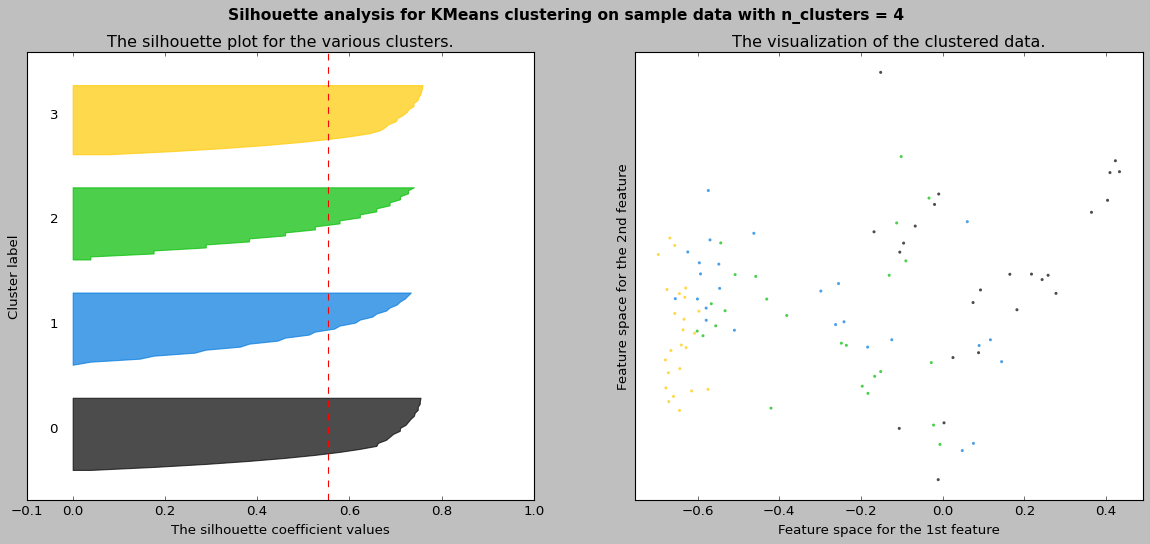 Silhouette analysis for KMeans clustering on sample data with n_clusters = 4
The silhouette plot for the various clusters.
Cluster label
3
2
1
0
−0.1 0.0 0.2 0.4 0.6 0.8 1.0
The silhouette coefficient values
The visualization of the clustered data.
Feature space for the 2nd feature
−0.6 −0.4 −0.2 0.0 0.2 0.4
Feature space for the 1st feature